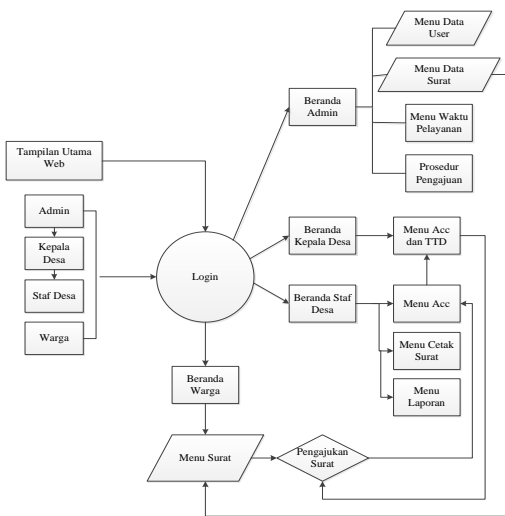 Menu Data
User
Menu Data
Surat
Beranda
Admin
Menu Waktu
Pelayanan
Prosedur
Pengajuan
Tampilan Utama
Web
Admin
Kepala
Desa
Staf Desa
Warga
Login
Beranda
Kepala Desa
Menu Acc
dan TTD
Beranda Staf
Desa
Menu Acc
Menu Cetak
Surat
Menu
Laporan
Beranda
Warga
Menu Surat
Pengajukan
Surat